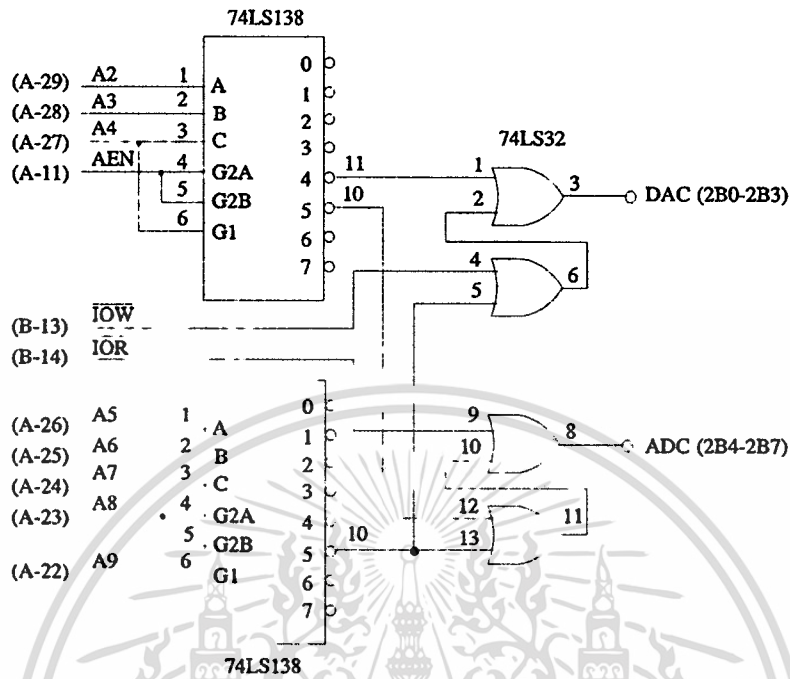 74LS138
(A-29) A2 1 A 0
(A-28) A3 2 B 1
(A-27) A4 3 C 2
(A-11) AEN 4 G2A 3
5 G2B 4 11
6 G1 5 10
6
7
74LS32
1
2
3 DAC (2B0-2B3)
4
5
6
(B-13) IOW
(B-14) IOR
(A-26) A5 1 A 0
(A-25) A6 2 B 1
(A-24) A7 3 C 2
(A-23) A8 4 G2A 3
5 G2B 4
(A-22) A9 6 G1 5 10
6
7
9
10
8 ADC (2B4-2B7)
12
13
11
74LS138